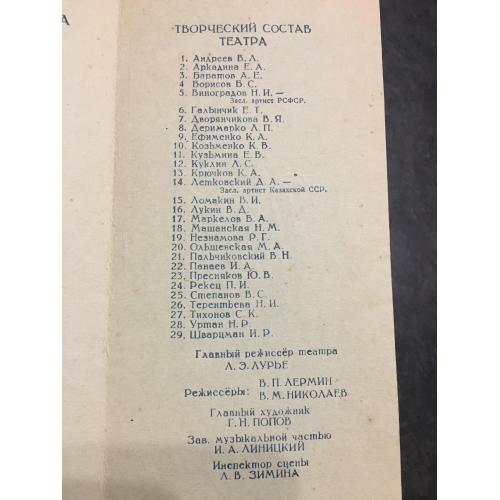 А
ТВОРЧЕСКИЙ СОСТАВ
ТЕАТРА
1. Андреев В. Л.
2. Аркадина Е. А.
3. Баратов А. Е.
4 Борисов Б. С.
5 Виноградов Н. И. —
Засл. артист РСФСР.
6. Галынчик Е. Т.
7. Дворянчикова В. Я.
8 Деримарко Л. П.
9 Ефименко К. А.
10 Козьменко К. В.
11 Кузьмина Е. В.
12 Куклин Л. С.
13. Крючков К. А.
14. Летковский Д. А. —
Засл. артист Казахской ССР.
15. Ломакин В. И.
16. Лукин В. Д.
17. Маркелов В. А.
18 Машанская Н. М.
19 Незнамова Р. Г.
20 Ольшевская М. А.
21 Пальчиковский В. Н.
22. Панаев И. А.
23. Пресняков Ю. В.
24. Рекец П. И.
25. Степанов В. С.
26. Терентьева Н. И.
27. Тихонов С. К.
28. Уртан Н. Р
29, Шварцман И. Р.
Главный режиссёр театра
Л. Э. ЛУРЬЕ
Режиссёры: В. П. ЛЕРМИН
В. М. НИКОЛАЕВ
Главный художник
Г. Н. ПОПОВ
Зав. музыкальной частью
И. А. ЛИНИЦКИЙ
Инспектор сцены
Л. В. ЗИМИНА